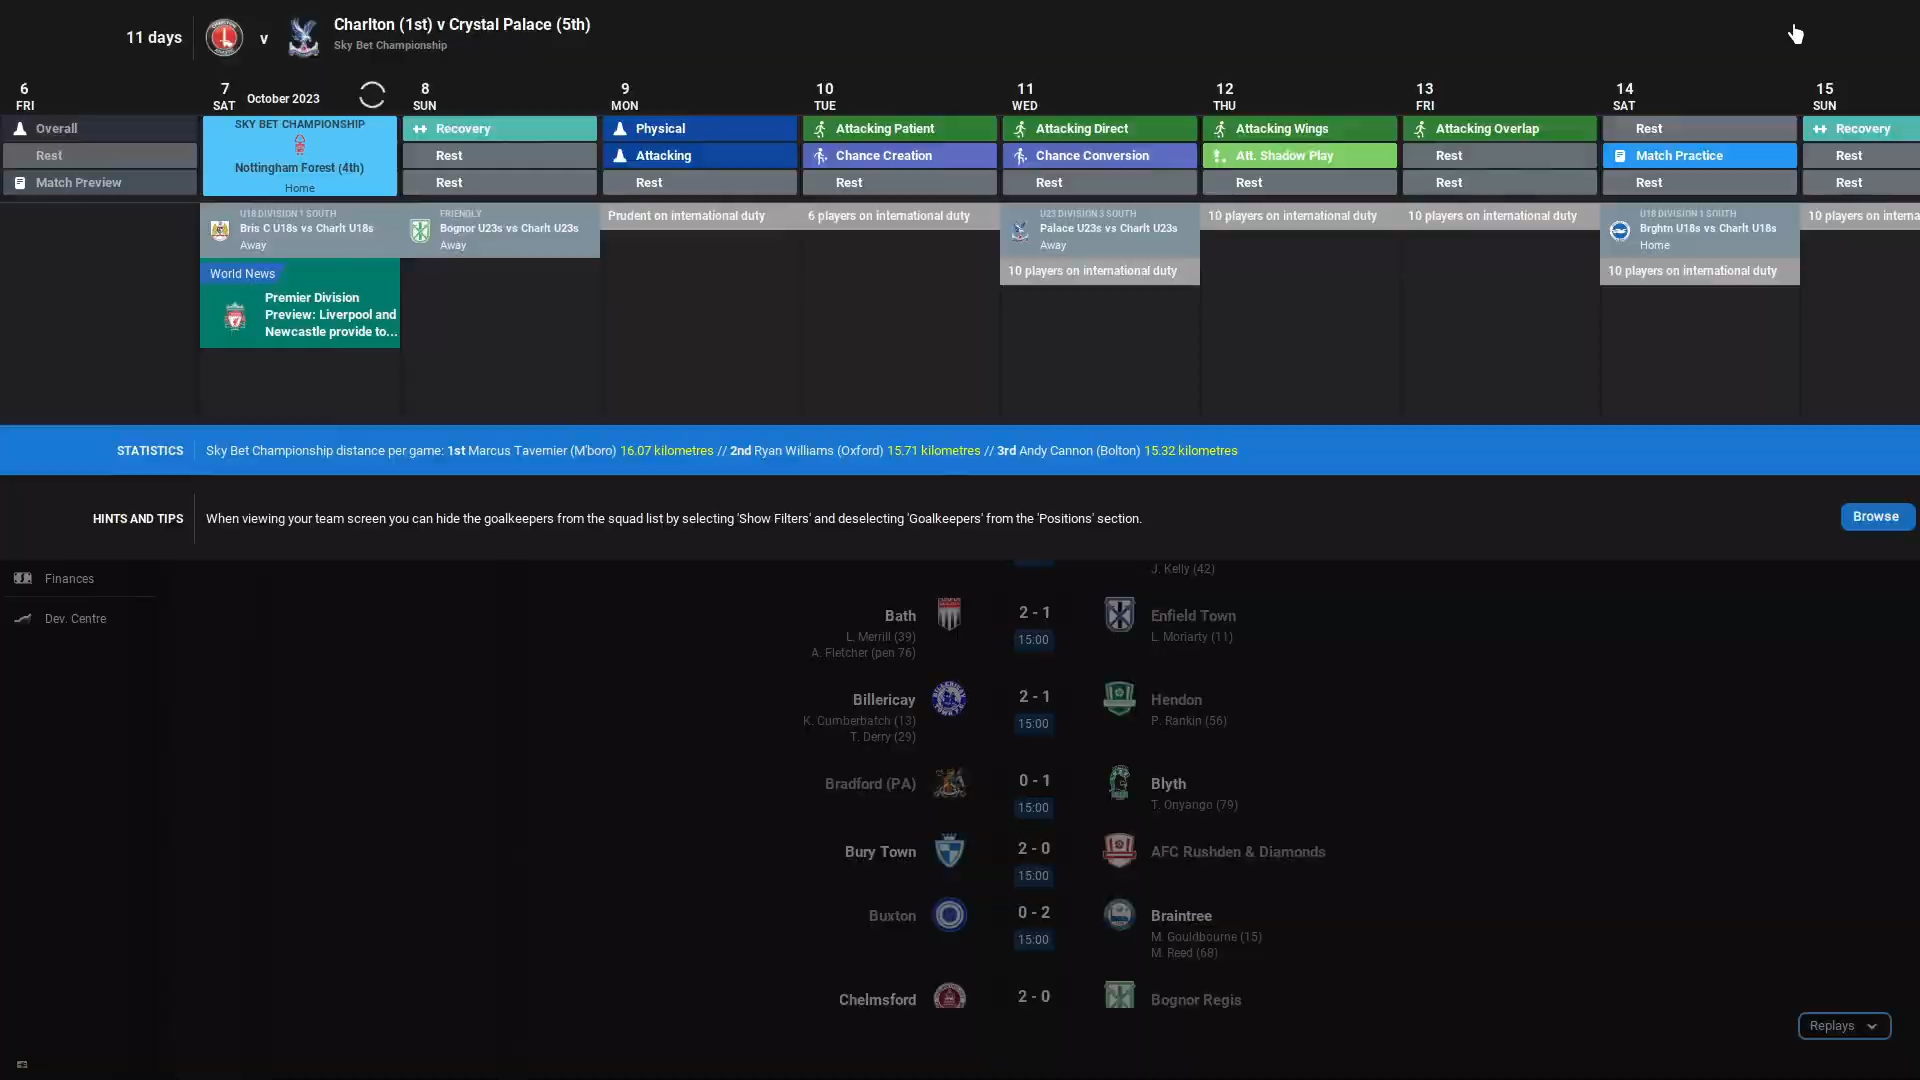 11 days
v
Charlton (1st) v Crystal Palace (5th)
Sky Bet Championship
6
FRI
7
SAT
October 2023
8
SUN
9
MON
10
TUE
11
WED
12
THU
13
FRI
14
SAT
15
SUN
Overall
Rest
Match Preview
SKY BET CHAMPIONSHIP
Nottingham Forest (4th)
Home
Recovery
Rest
Rest
Physical
Attacking
Rest
Attacking Patient
Chance Creation
Rest
Attacking Direct
Chance Conversion
Rest
Attacking Wings
Att. Shadow Play
Rest
Attacking Overlap
Rest
Rest
Rest
Match Practice
Rest
Recovery
Rest
Rest
U18 DIVISION 1 SOUTH
Bris C U18s vs Charlt U18s
Away
FRIENDLY
Bognor U23s vs Charlt U23s
Away
Prudent on international duty
6 players on international duty
U23 DIVISION 3 SOUTH
Palace U23s vs Charlt U23s
Away
10 players on international duty
10 players on international duty
10 players on international duty
U18 DIVISION 1 SOUTH
Brghtn U18s vs Charlt U18s
Home
10 players on international duty
10 players on interna
World News
Premier Division
Preview: Liverpool and
Newcastle provide to...
STATISTICS
Sky Bet Championship distance per game: 1st Marcus Tavernier (M'boro) 16.07 kilometres // 2nd Ryan Williams (Oxford) 15.71 kilometres // 3rd Andy Cannon (Bolton) 15.32 kilometres
HINTS AND TIPS
When viewing your team screen you can hide the goalkeepers from the squad list by selecting 'Show Filters' and deselecting 'Goalkeepers' from the 'Positions' section.
Browse
Finances
Dev. Centre
J. Kelly (42)
Bath
2 - 1
Enfield Town
L. Merrill (39)
15:00
L. Moriarty (11)
A. Fletcher (pen 76)
Billericay
2 - 1
Hendon
K. Cumberbatch (13)
15:00
P. Rankin (56)
T. Derry (29)
Bradford (PA)
0 - 1
Blyth
15:00
T. Onyango (79)
Bury Town
2 - 0
AFC Rushden & Diamonds
15:00
Buxton
0 - 2
Braintree
15:00
M. Gouldbourne (15)
M. Reed (68)
Chelmsford
2 - 0
Bognor Regis
Replays